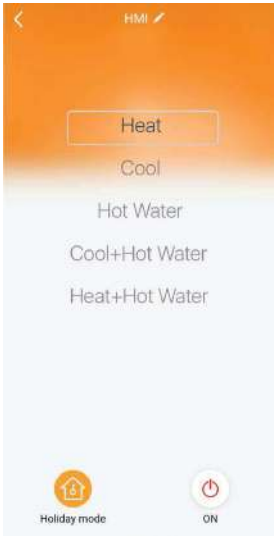 HMI
Heat
Cool
Hot Water
Cool+Hot Water
Heat+Hot Water
Holiday mode
ON